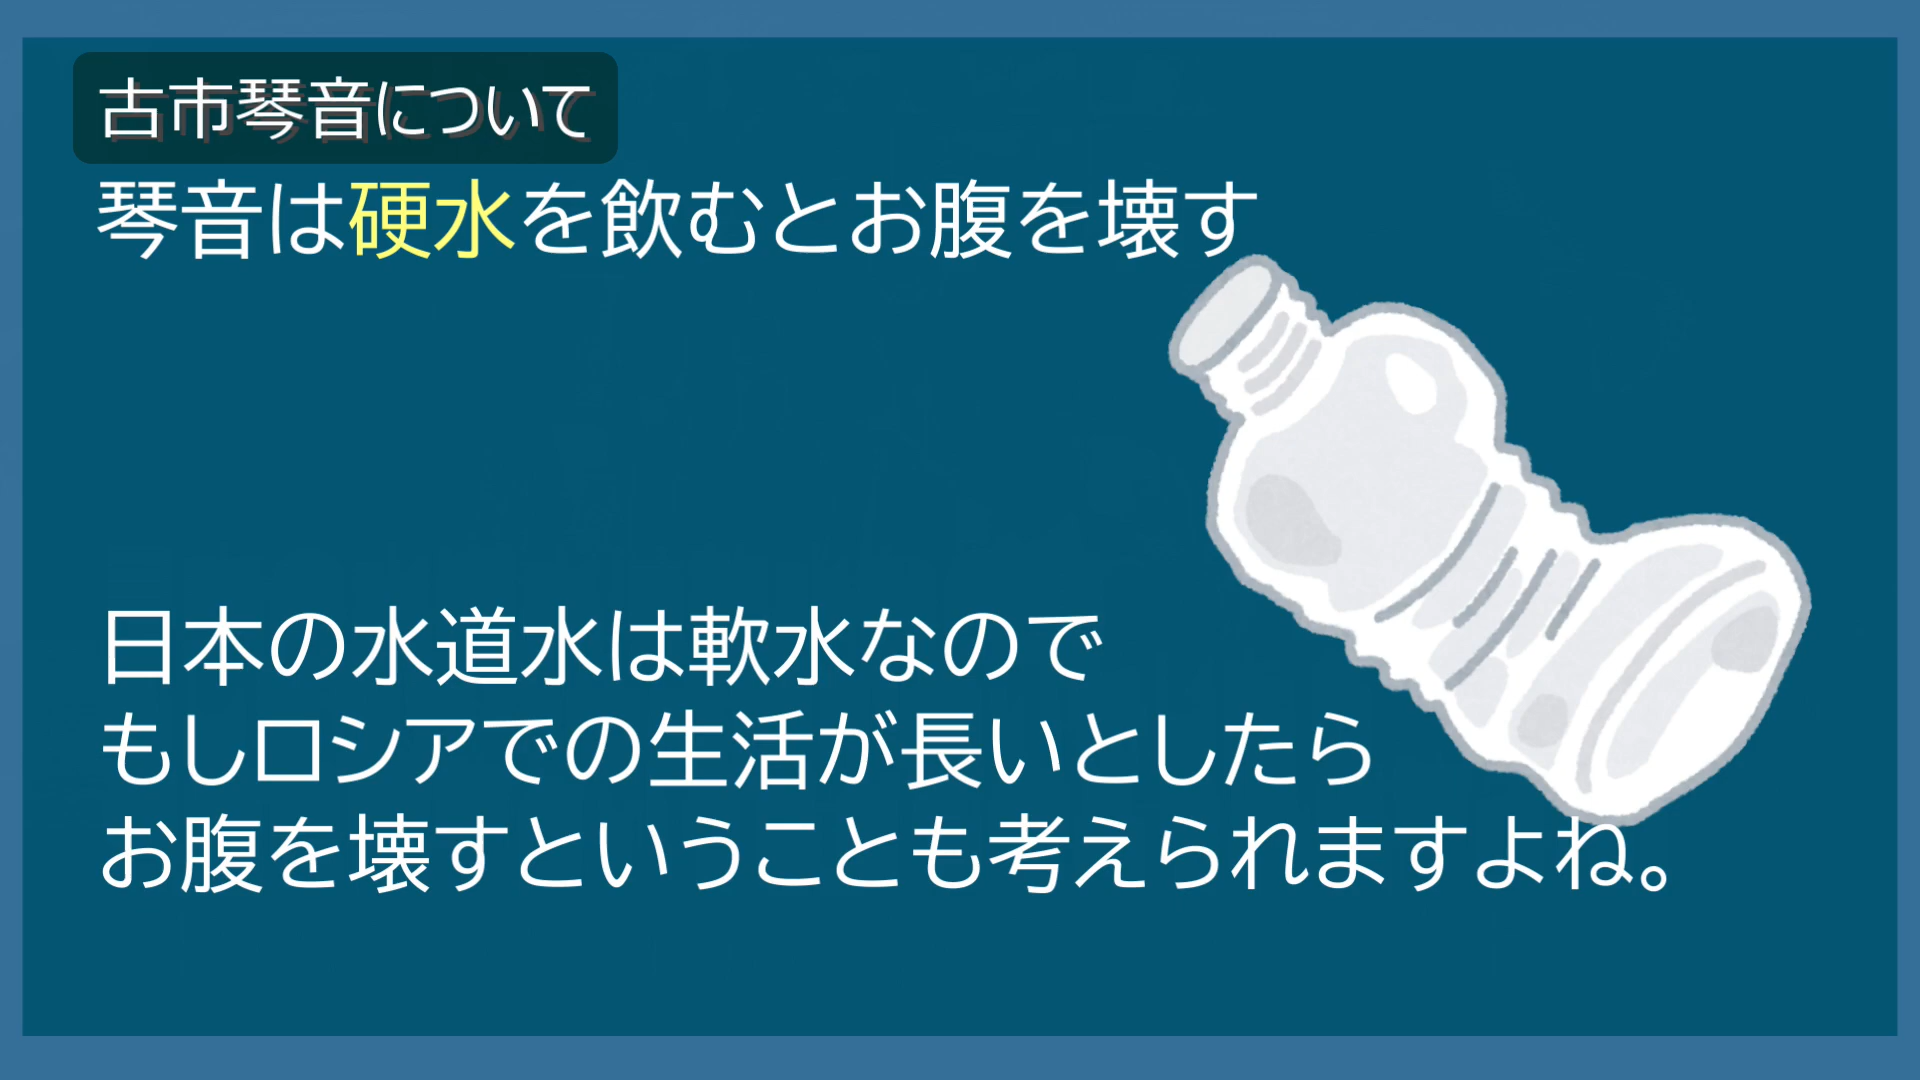 古市琴音について
琴音は硬水を飲むとお腹を壊す
日本の水道水は軟水なので
もしロシアでの生活が長いとしたら
お腹を壊すということも考えられますよね。